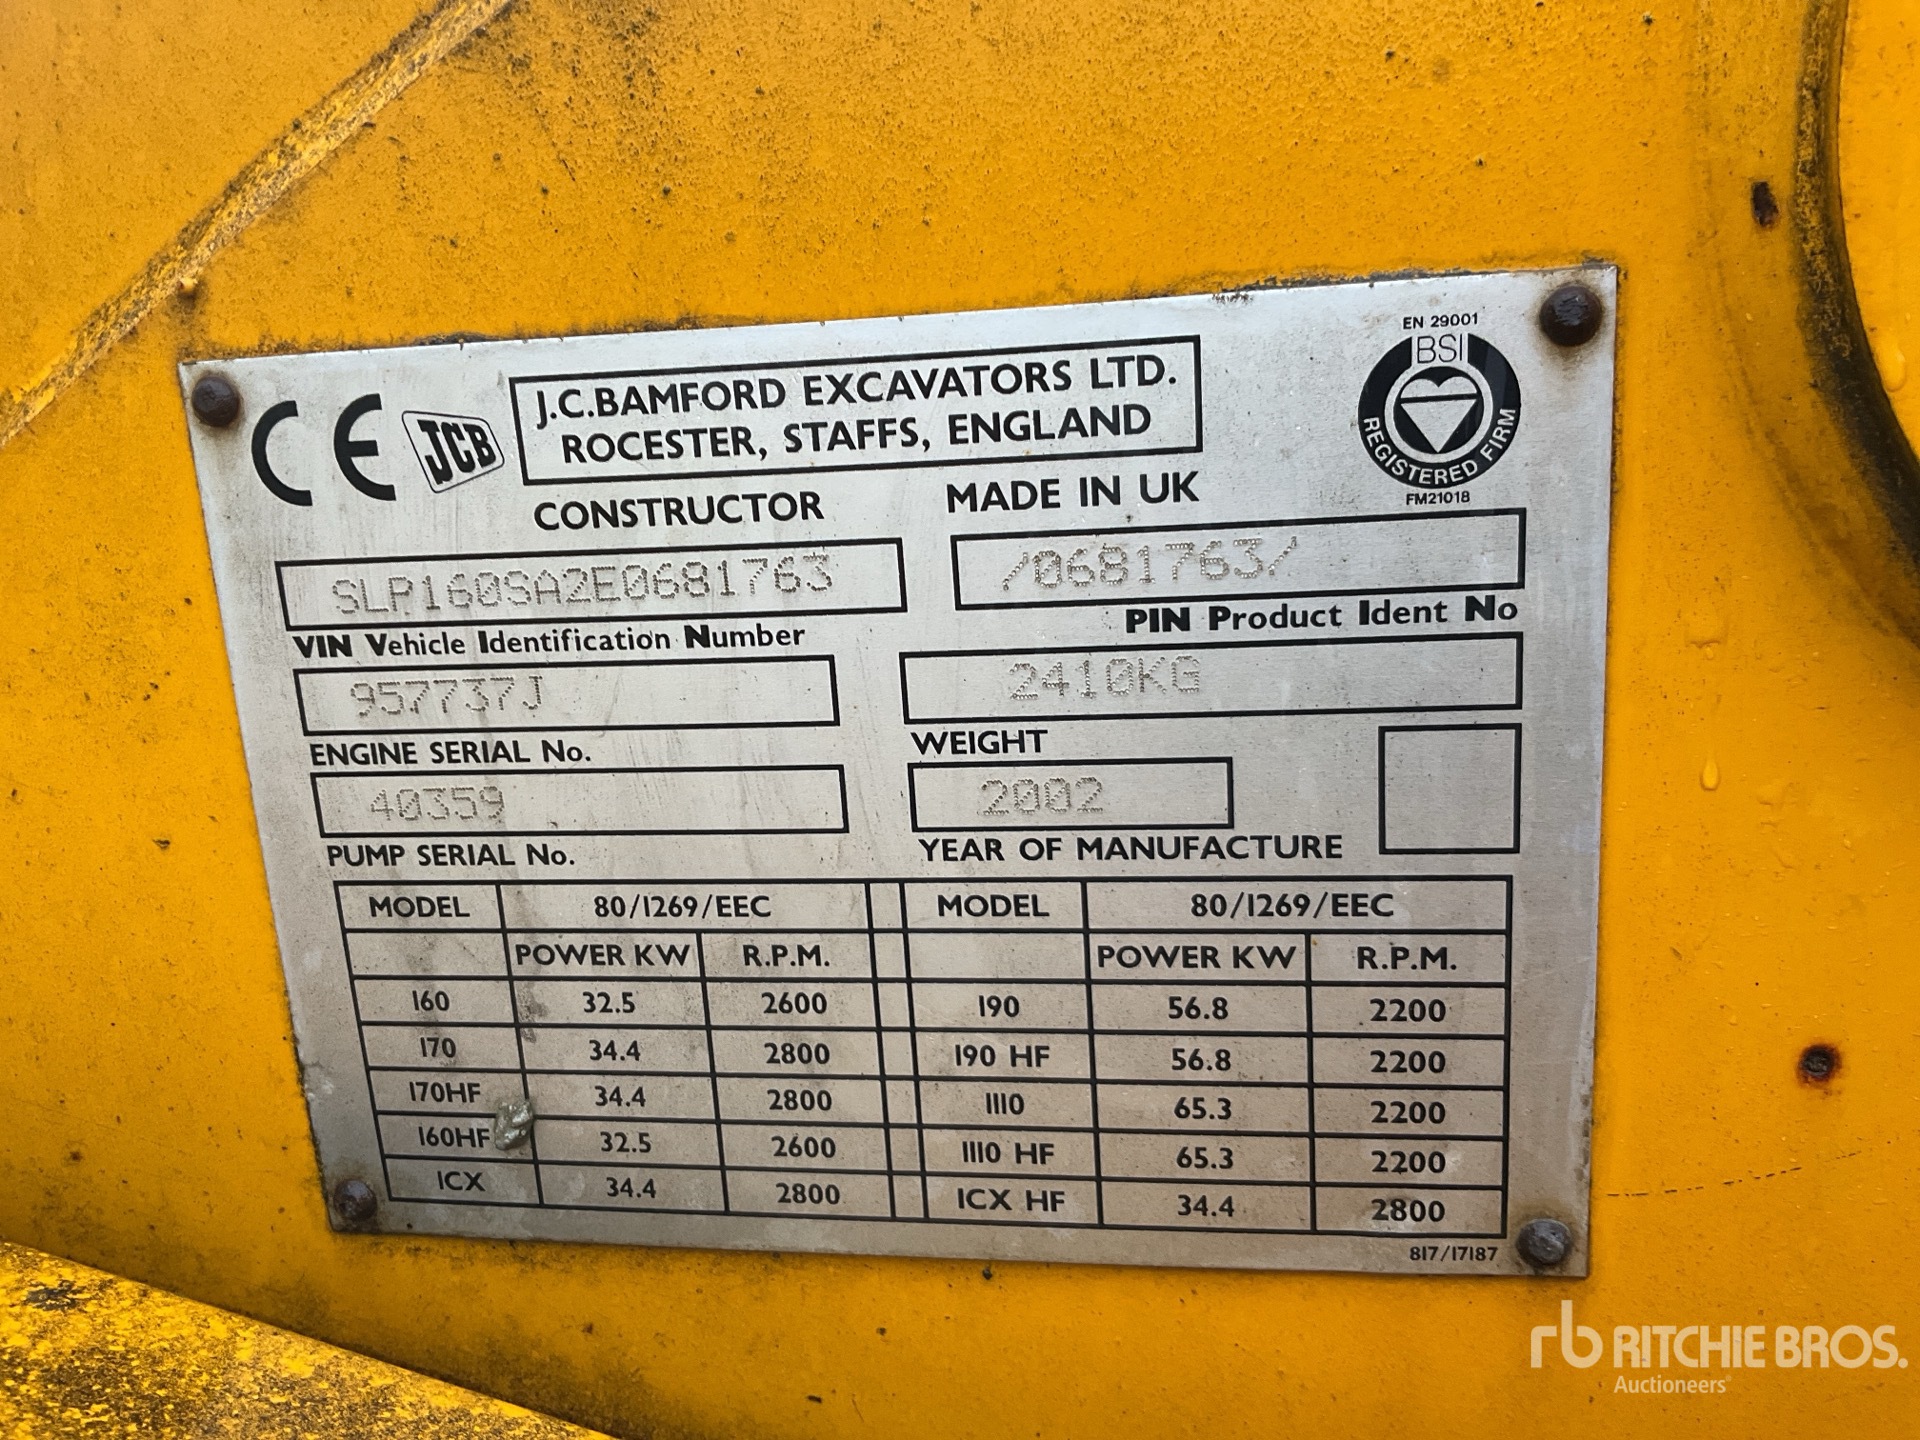 CE JCB J.C.BAMFORD EXCAVATORS LTD.
ROCESTER, STAFFS, ENGLAND
EN 29001
BSI
REGISTERED FIRM
FM21018
CONSTRUCTOR MADE IN UK
SLP160SA2E0681763 /0681763/
VIN Vehicle Identification Number PIN Product Ident No
957737J 2410KG
ENGINE SERIAL No. WEIGHT
40359 2002
PUMP SERIAL No. YEAR OF MANUFACTURE
MODEL 80/1269/EEC MODEL 80/1269/EEC
POWER KW R.P.M. POWER KW R.P.M.
160 32.5 2600 190 56.8 2200
170 34.4 2800 190 HF 56.8 2200
170HF 34.4 2800 1110 65.3 2200
160HF 32.5 2600 1110 HF 65.3 2200
1CX 34.4 2800 1CX HF 34.4 2800
817/17187
rb RITCHIE BROS.
Auctioneers